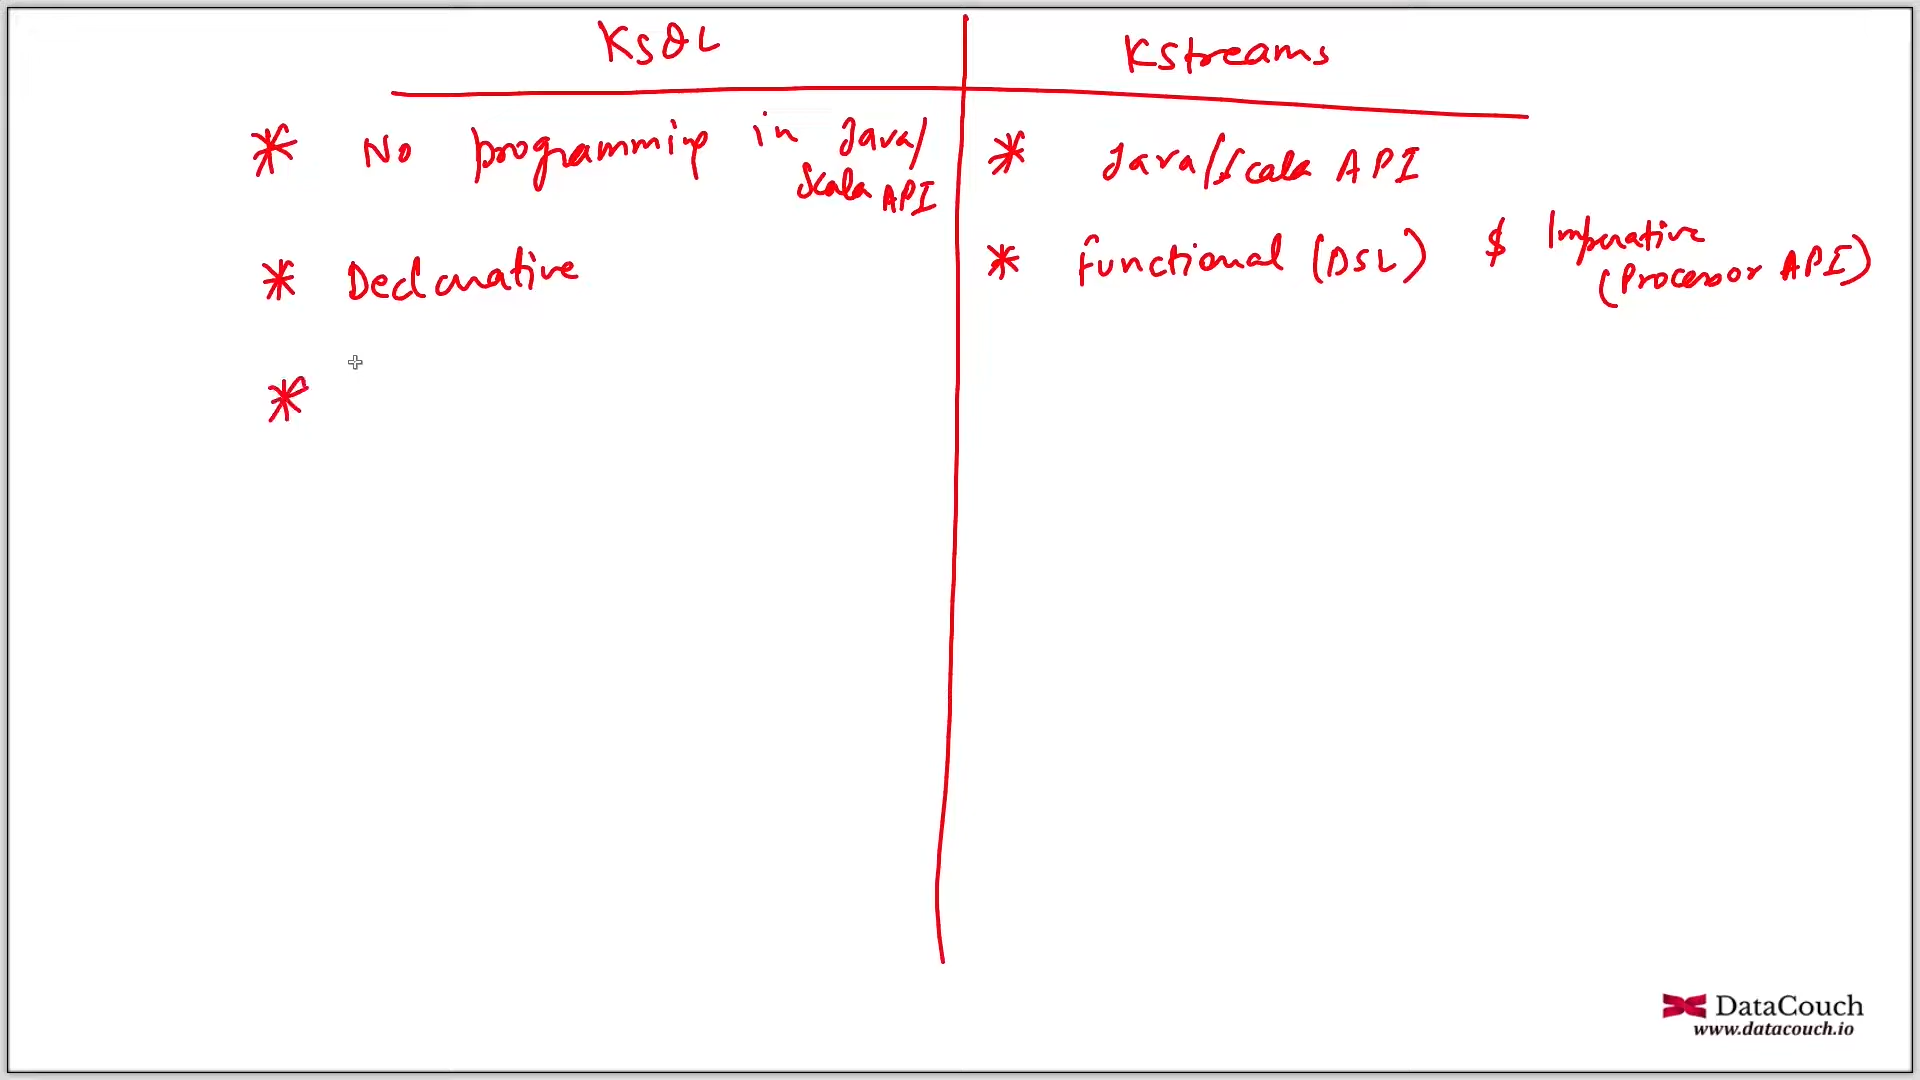 KSQL
KStreams
* No programming in Java/
Scala API
* Java/Scala API
* Declarative
* Functional (DSL) & Imperative
(Processor API)
*
DataCouch
www.datacouch.io